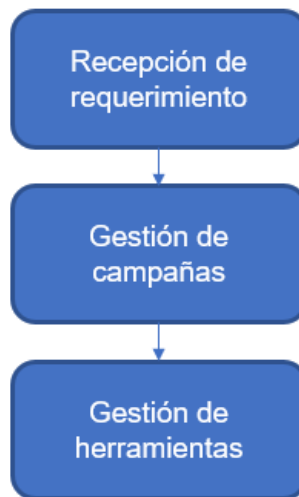 Recepción de
requerimiento
Gestión de
campañas
Gestión de
herramientas